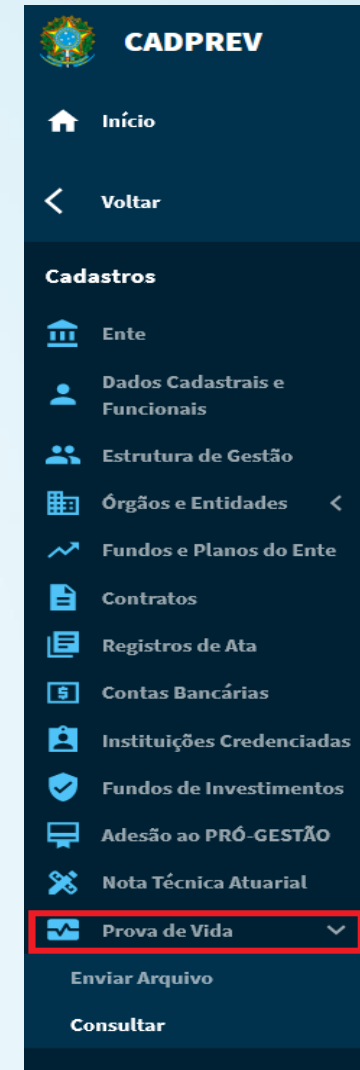 CADPREV
Início
Voltar
Cadastros
Ente
Dados Cadastrais e
Funcionais
Estrutura de Gestão
Órgãos e Entidades
Fundos e Planos do Ente
Contratos
Registros de Ata
Contas Bancárias
Instituições Credenciadas
Fundos de Investimentos
Adesão ao PRÓ-GESTÃO
Nota Técnica Atuarial
Prova de Vida
Enviar Arquivo
Consultar